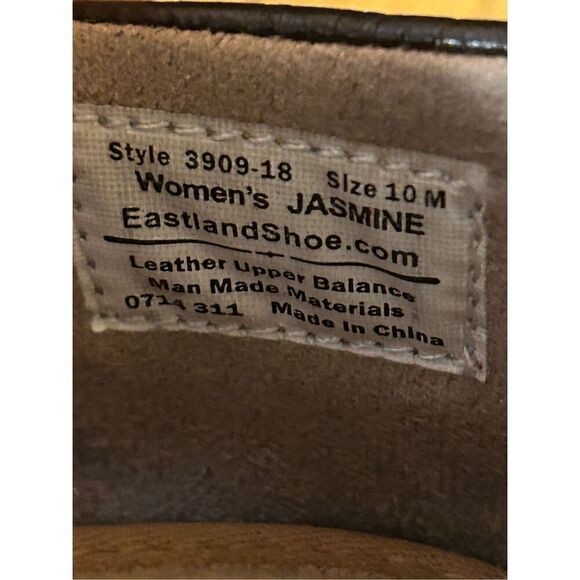 Style 3909-18 Size 10 M
Women's JASMINE
EastlandShoe.com
Leather Upper Balance
Man Made Materials
0714 311 Made in China